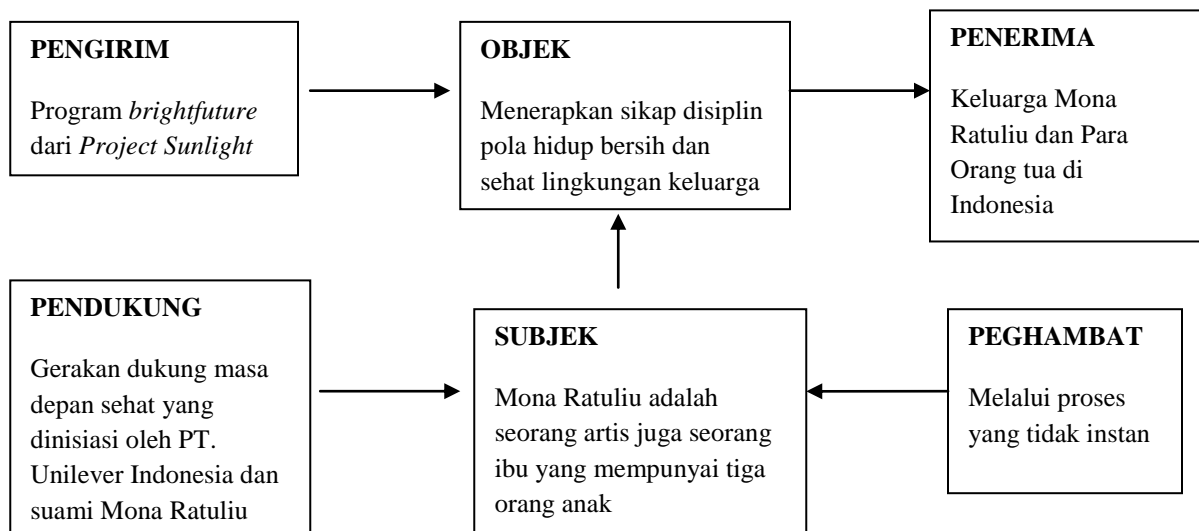 PENGIRIM
Program brightfuture
dari Project Sunlight
OBJEK
Menerapkan sikap disiplin
pola hidup bersih dan
sehat lingkungan keluarga
PENERIMA
Keluarga Mona
Ratuliu dan Para
Orang tua di
Indonesia
PENDUKUNG
Gerakan dukung masa
depan sehat yang
dinisiasi oleh PT.
Unilever Indonesia dan
suami Mona Ratuliu
SUBJEK
Mona Ratuliu adalah
seorang artis juga seorang
ibu yang mempunyai tiga
orang anak
PEGHAMBAT
Melalui proses
yang tidak instan